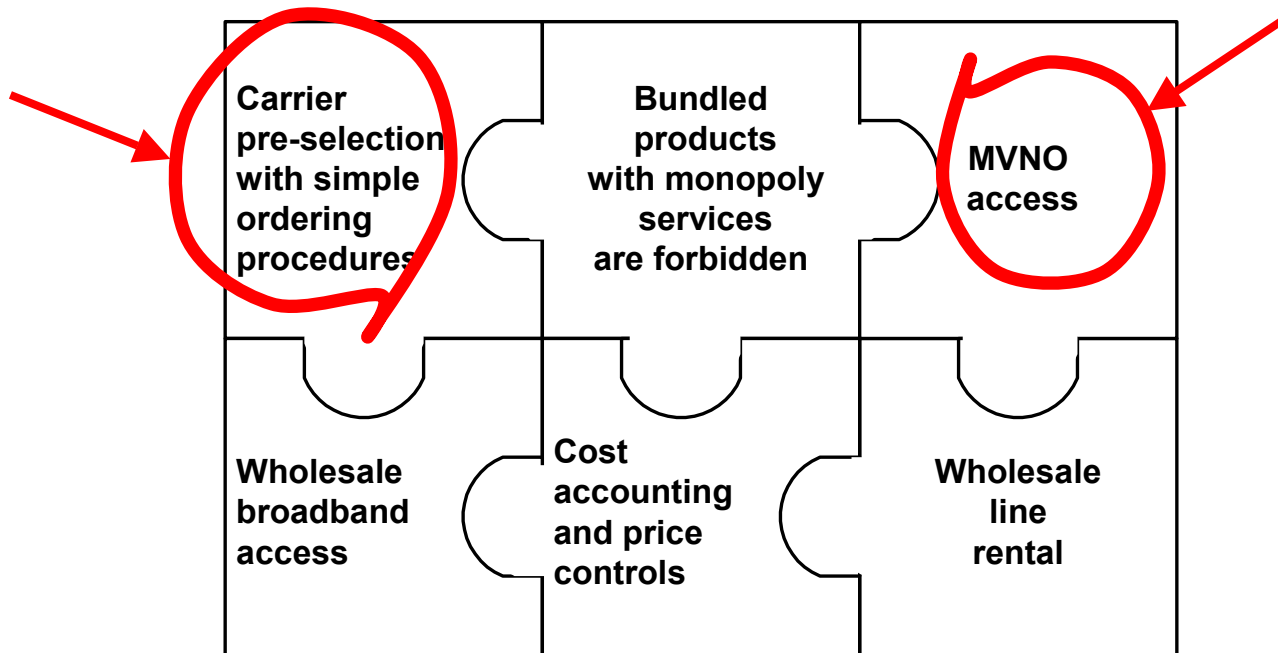 Carrier
pre-selection
with simple
ordering
procedures
Bundled
products
with monopoly
services
are forbidden
MVNO
access
Wholesale
broadband
access
Cost
accounting
and price
controls
Wholesale
line
rental